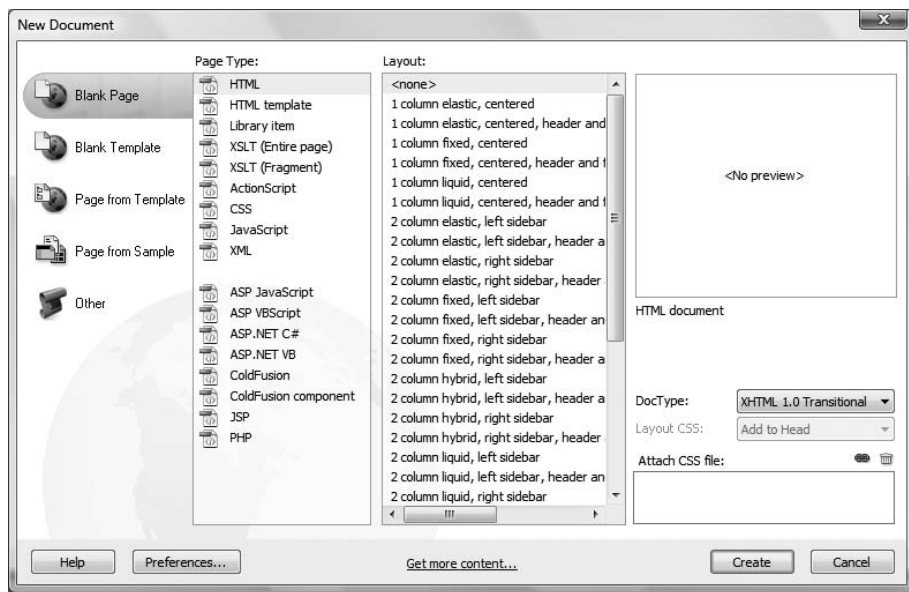 New Document
X
Blank Page
Blank Template
Page from Template
Page from Sample
Other
Page Type:
HTML
HTML template
Library item
XSLT (Entire page)
XSLT (Fragment)
ActionScript
CSS
JavaScript
XML
ASP JavaScript
ASP VBScript
ASP.NET C#
ASP.NET VB
ColdFusion
ColdFusion component
JSP
PHP
Layout:
<none>
1 column elastic, centered
1 column elastic, centered, header and
1 column fixed, centered
1 column fixed, centered, header and f
1 column liquid, centered
1 column liquid, centered, header and f
2 column elastic, left sidebar
2 column elastic, left sidebar, header a
2 column elastic, right sidebar
2 column elastic, right sidebar, header
2 column fixed, left sidebar
2 column fixed, left sidebar, header an
2 column fixed, right sidebar
2 column fixed, right sidebar, header a
2 column hybrid, left sidebar
2 column hybrid, left sidebar, header a
2 column hybrid, right sidebar
2 column hybrid, right sidebar, header
2 column liquid, left sidebar
2 column liquid, left sidebar, header an
2 column liquid, right sidebar
<No preview>
HTML document
DocType: XHTML 1.0 Transitional
Layout CSS: Add to Head
Attach CSS file:
Help
Preferences...
Get more content...
Create
Cancel